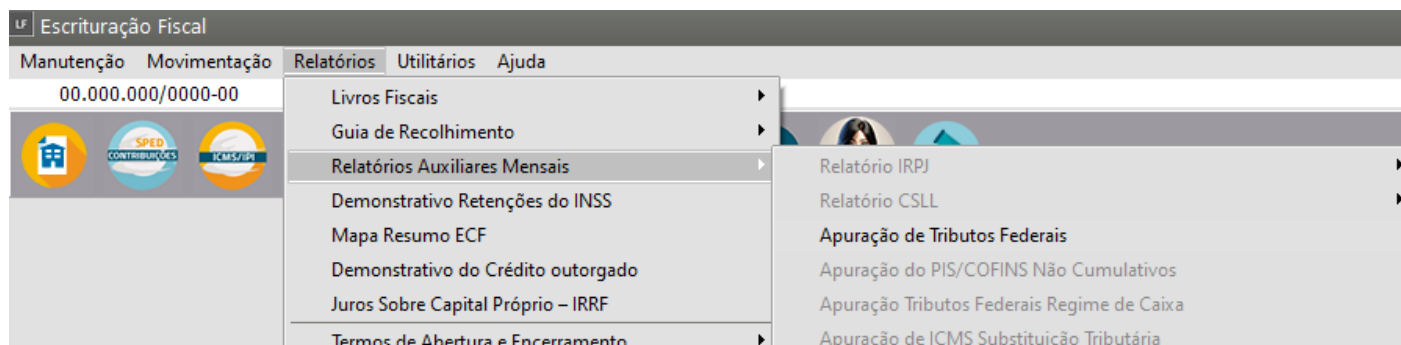 LF Escrituração Fiscal
Manutenção Movimentação Relatórios Utilitários Ajuda
00.000.000/0000-00
Livros Fiscais
Guia de Recolhimento
SPED
CONTRIBUIÇÕES
ICMS/IPI
Relatórios Auxiliares Mensais
Relatório IRPJ
Demonstrativo Retenções do INSS
Relatório CSLL
Mapa Resumo ECF
Apuração de Tributos Federais
Demonstrativo do Crédito outorgado
Apuração do PIS/COFINS Não Cumulativos
Juros Sobre Capital Próprio – IRRF
Apuração Tributos Federais Regime de Caixa
Termos de Abertura e Encerramento
Apuração de ICMS Substituição Tributária